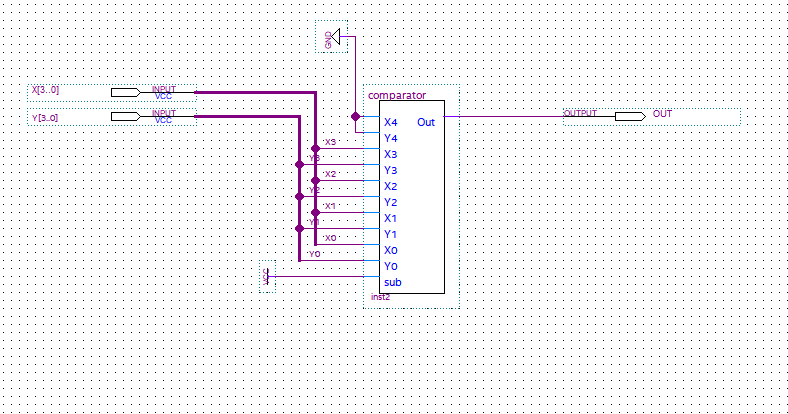 GND
X[3..0] INPUT
VCC
Y[3..0] INPUT
VCC
comparator
OUTPUT OUT
X4 Out
Y4
X3
X3
Y3
Y3
X2
X2
Y2
Y2
X1
X1
Y1
Y1
X0
X0
Y0
Y0
VCC
sub
inst2